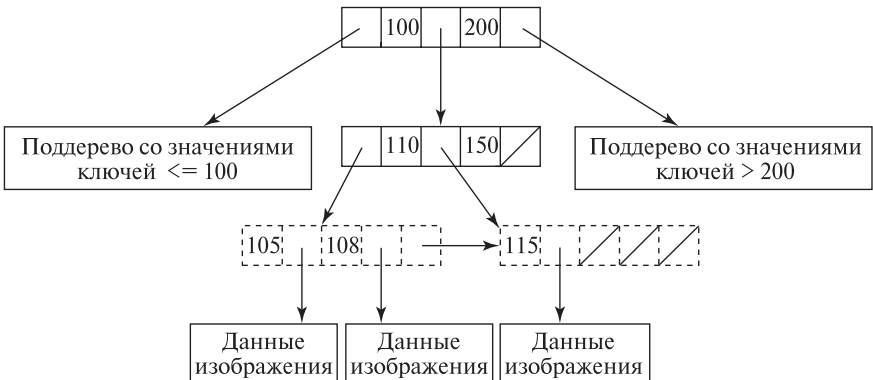 100 200
Поддерево со значениями
ключей <= 100
110 150
Поддерево со значениями
ключей > 200
105 108
115
Данные
изображения
Данные
изображения
Данные
изображения